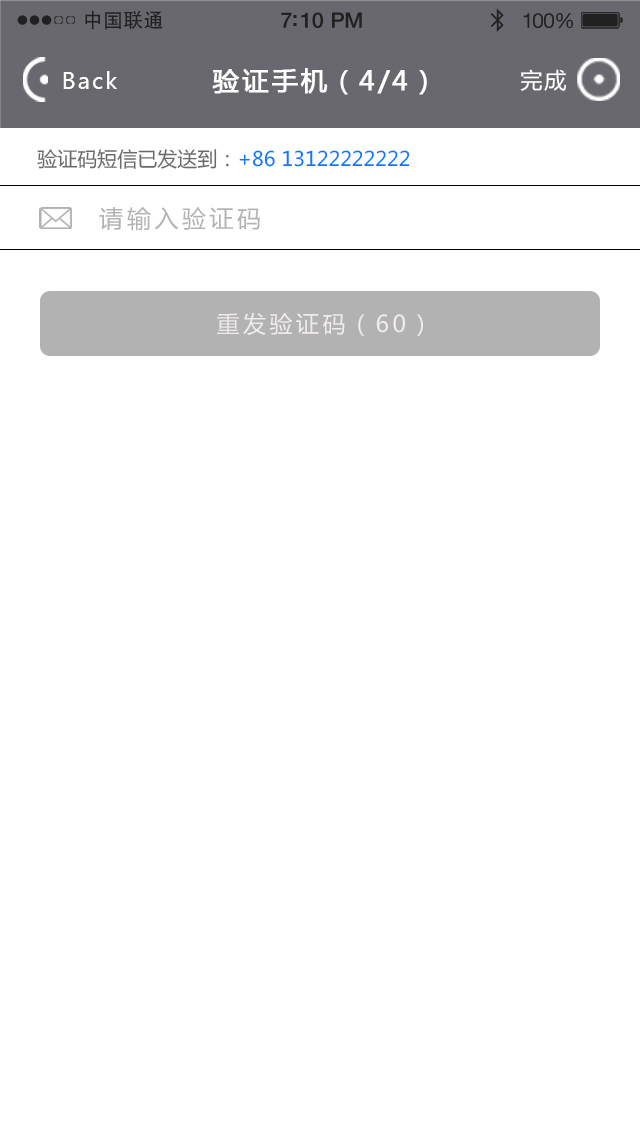 中国联通 7:10 PM 100%
Back 验证手机（4/4） 完成
验证码短信已发送到：+86 13122222222
请输入验证码
重发验证码（60）